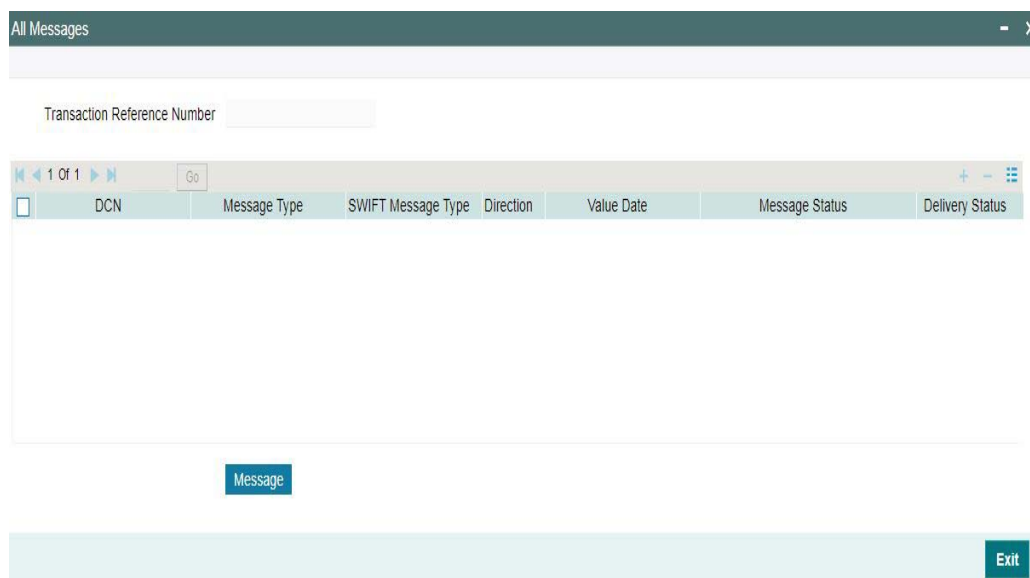 All Messages
Transaction Reference Number
1 Of 1 Go
DCN Message Type SWIFT Message Type Direction Value Date Message Status Delivery Status
Message
Exit